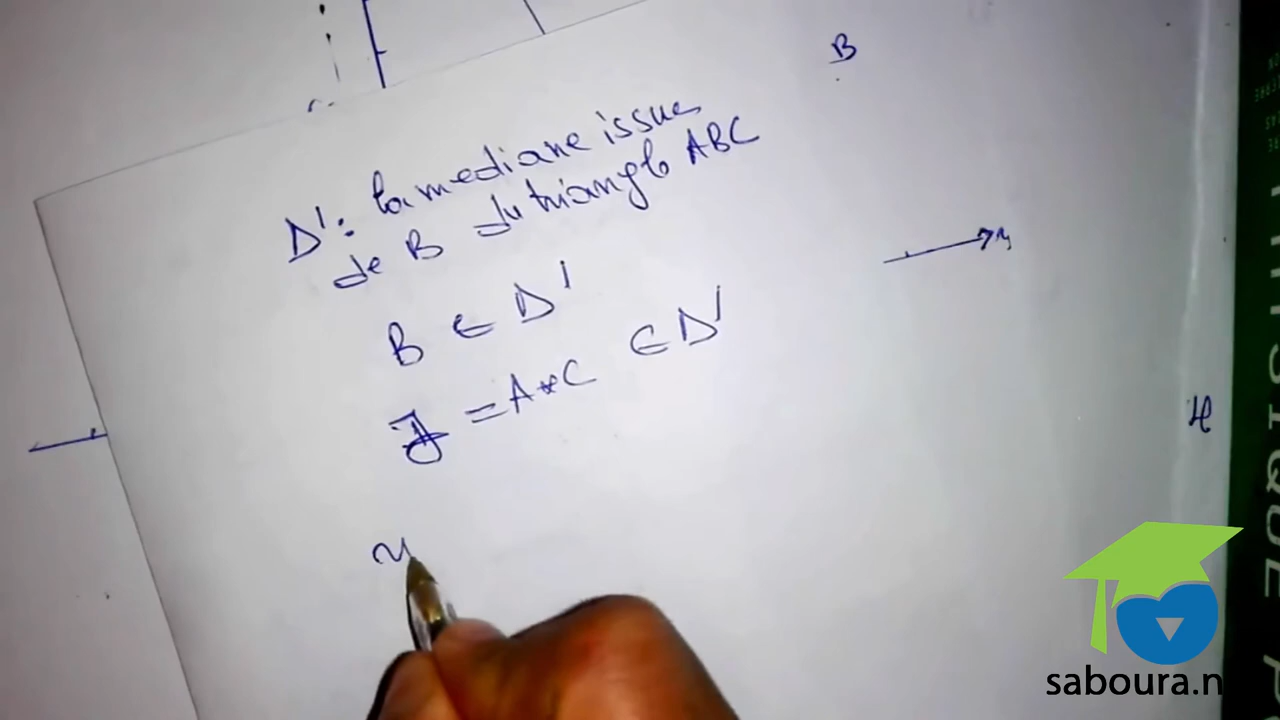 B
D' : la mediane issue
de B du triangle ABC
B ∈ D'
J = A*C ∈ D'
saboura.n